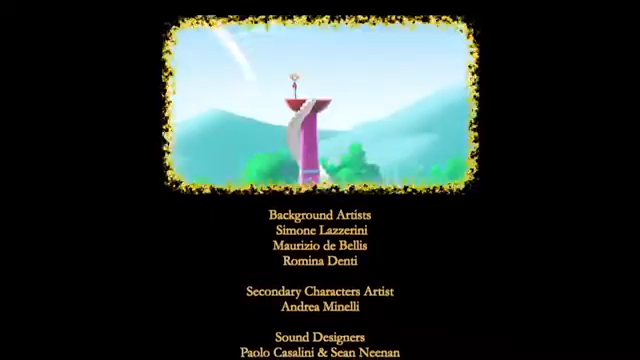 Background Artists
Simone Lazzerini
Maurizio de Bellis
Romina Denti
Secondary Characters Artist
Andrea Minelli
Sound Designers
Paolo Casalini & Sean Neenan